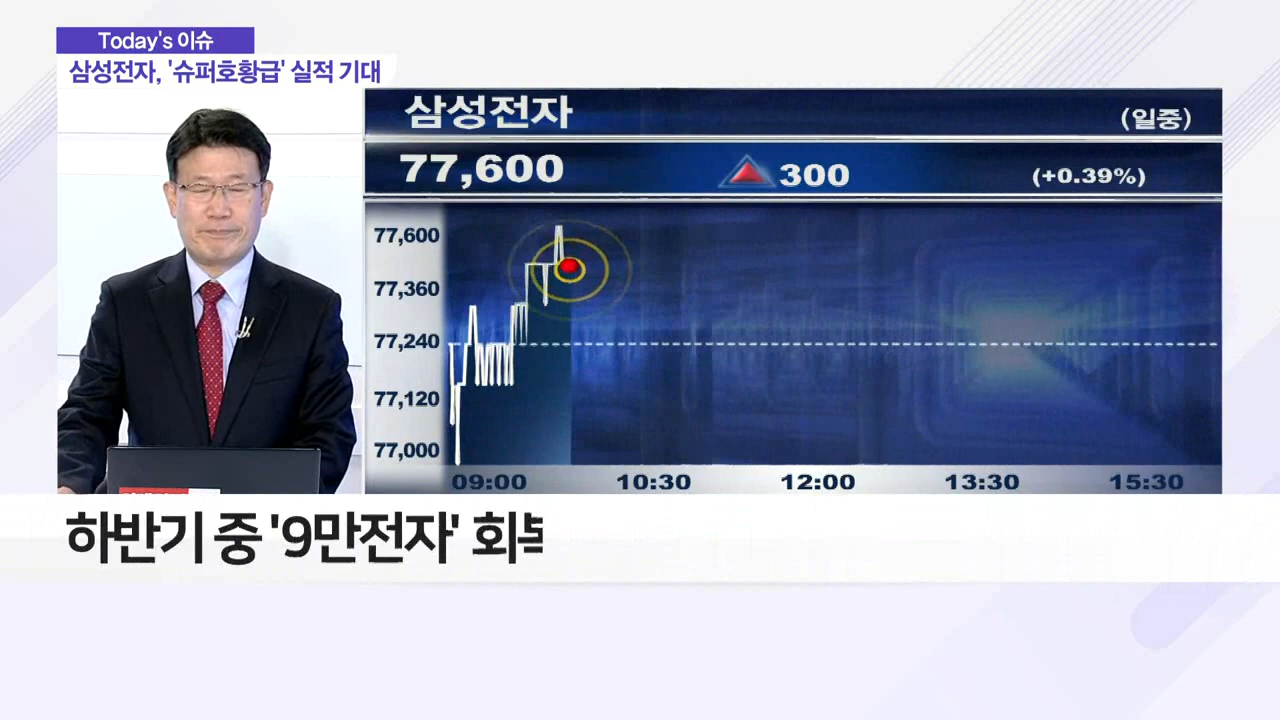 Today's 이슈
삼성전자, '슈퍼호황급' 실적 기대
삼성전자
(일중)
77,600
300
(+0.39%)
77,600
77,360
77,240
77,120
77,000
09:00
10:30
12:00
13:30
15:30
하반기 중 '9만전자'